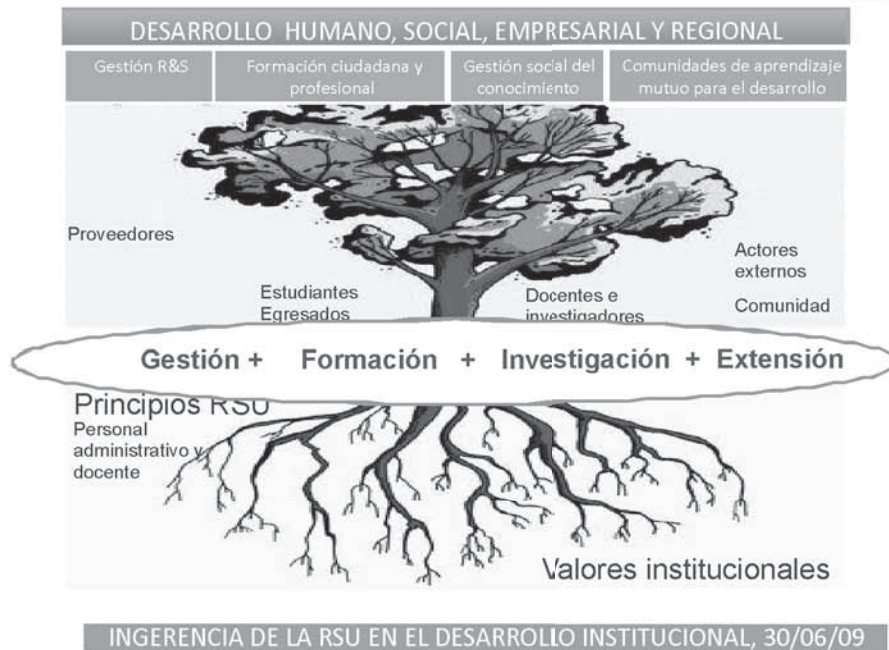 DESARROLLO HUMANO, SOCIAL, EMPRESARIAL Y REGIONAL
Gestión R&S
Formación ciudadana y
profesional
Gestión social del
conocimiento
Comunidades de aprendizaje
mutuo para el desarrollo
Proveedores
Estudiantes
Egresados
Docentes e
investigadores
Actores
externos
Comunidad
Gestión + Formación + Investigación + Extensión
Principios RSU
Personal
administrativo y
docente
Valores institucionales
INGERENCIA DE LA RSU EN EL DESARROLLO INSTITUCIONAL, 30/06/09